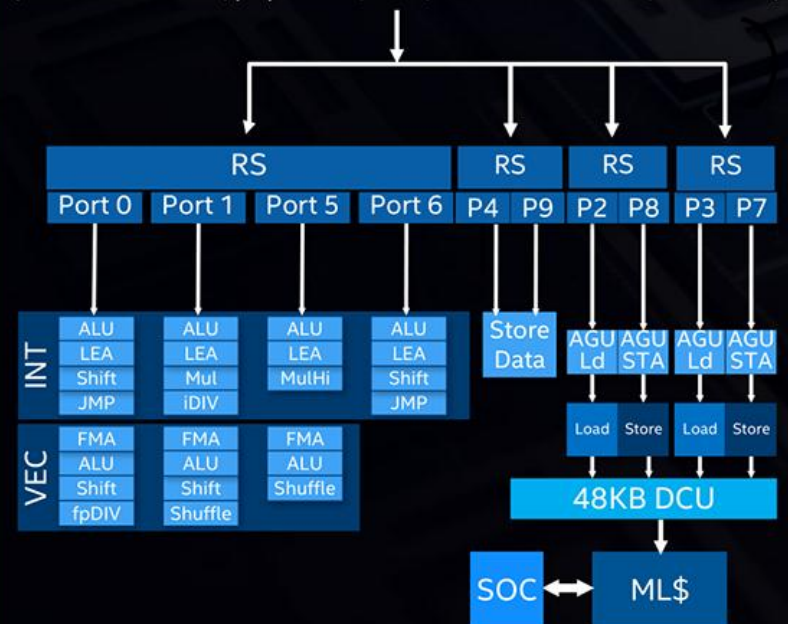 RS RS RS RS
Port 0 Port 1 Port 5 Port 6 P4 P9 P2 P8 P3 P7
INT
ALU ALU ALU ALU
LEA LEA LEA LEA
Shift Mul MulHi Shift
JMP iDIV JMP
Store
Data
AGU AGU AGU AGU
Ld STA Ld STA
Load Store Load Store
VEC
FMA FMA FMA
ALU ALU ALU
Shift Shift Shuffle
fpDIV Shuffle
48KB DCU
SOC ML$